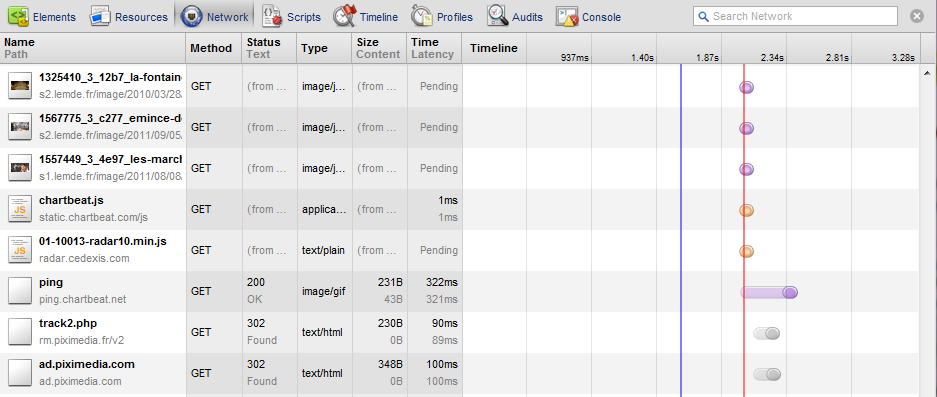 Elements Resources Network Scripts Timeline Profiles Audits Console Search Network
Name Method Status Type Size Time Timeline
Path Text Content Latency
937ms 1.40s 1.87s 2.34s 2.81s 3.28s
1325410_3_12b7_la-fontaine
s2.lemde.fr/image/2010/03/28/
GET (from ... image/j... (from ... Pending
1567775_3_c277_emince-de
s2.lemde.fr/image/2011/09/05/
GET (from ... image/j... (from ... Pending
1557449_3_4e97_les-march
s1.lemde.fr/image/2011/08/08/
GET (from ... image/j... (from ... Pending
JS
chartbeat.js 1ms
GET (from ... applica... (from ...
static.chartbeat.com/js 1ms
JS
01-10013-radar10.min.js
GET (from ... text/plain (from ... Pending
radar.cedexis.com
ping 200 231B 322ms
GET image/gif
ping.chartbeat.net OK 43B 321ms
track2.php 302 230B 90ms
GET text/html
rm.piximedia.fr/v2 Found 0B 89ms
ad.piximedia.com 302 348B 100ms
GET text/html
ad.piximedia.com Found 0B 100ms